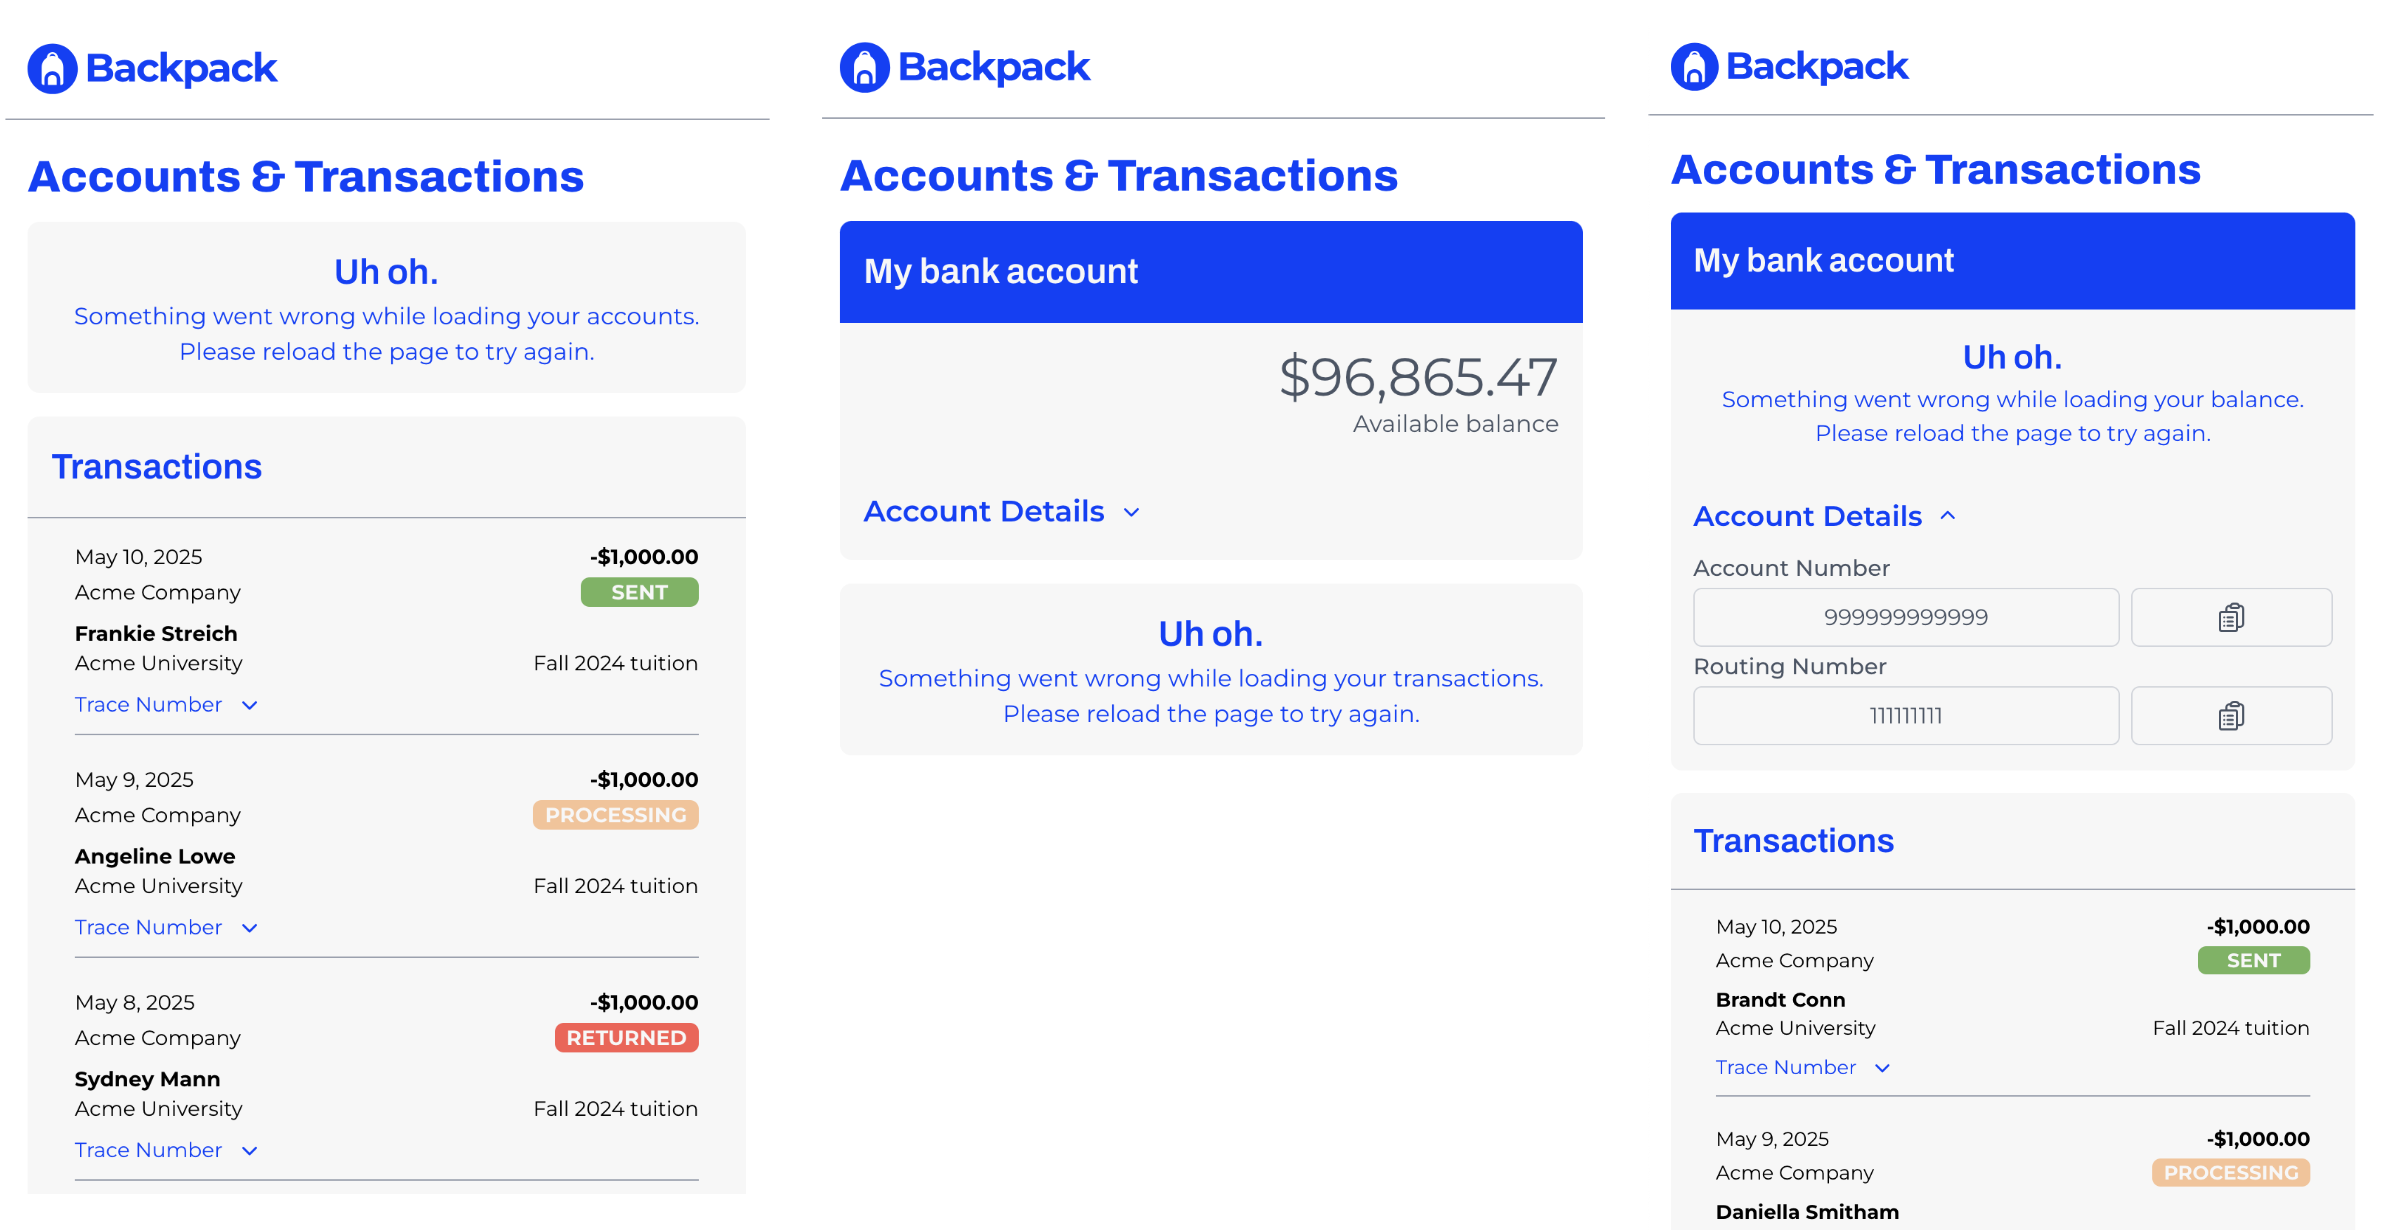 Backpack
Accounts & Transactions
Uh oh.
Something went wrong while loading your accounts.
Please reload the page to try again.
Transactions
May 10, 2025 -$1,000.00
Acme Company SENT
Frankie Streich
Acme University Fall 2024 tuition
Trace Number
May 9, 2025 -$1,000.00
Acme Company PROCESSING
Angeline Lowe
Acme University Fall 2024 tuition
Trace Number
May 8, 2025 -$1,000.00
Acme Company RETURNED
Sydney Mann
Acme University Fall 2024 tuition
Trace Number
Backpack
Accounts & Transactions
My bank account
$96,865.47
Available balance
Account Details
Uh oh.
Something went wrong while loading your transactions.
Please reload the page to try again.
Backpack
Accounts & Transactions
My bank account
Uh oh.
Something went wrong while loading your balance.
Please reload the page to try again.
Account Details
Account Number
999999999999
Routing Number
111111111
Transactions
May 10, 2025 -$1,000.00
Acme Company SENT
Brandt Conn
Acme University Fall 2024 tuition
Trace Number
May 9, 2025 -$1,000.00
Acme Company PROCESSING
Daniella Smitham